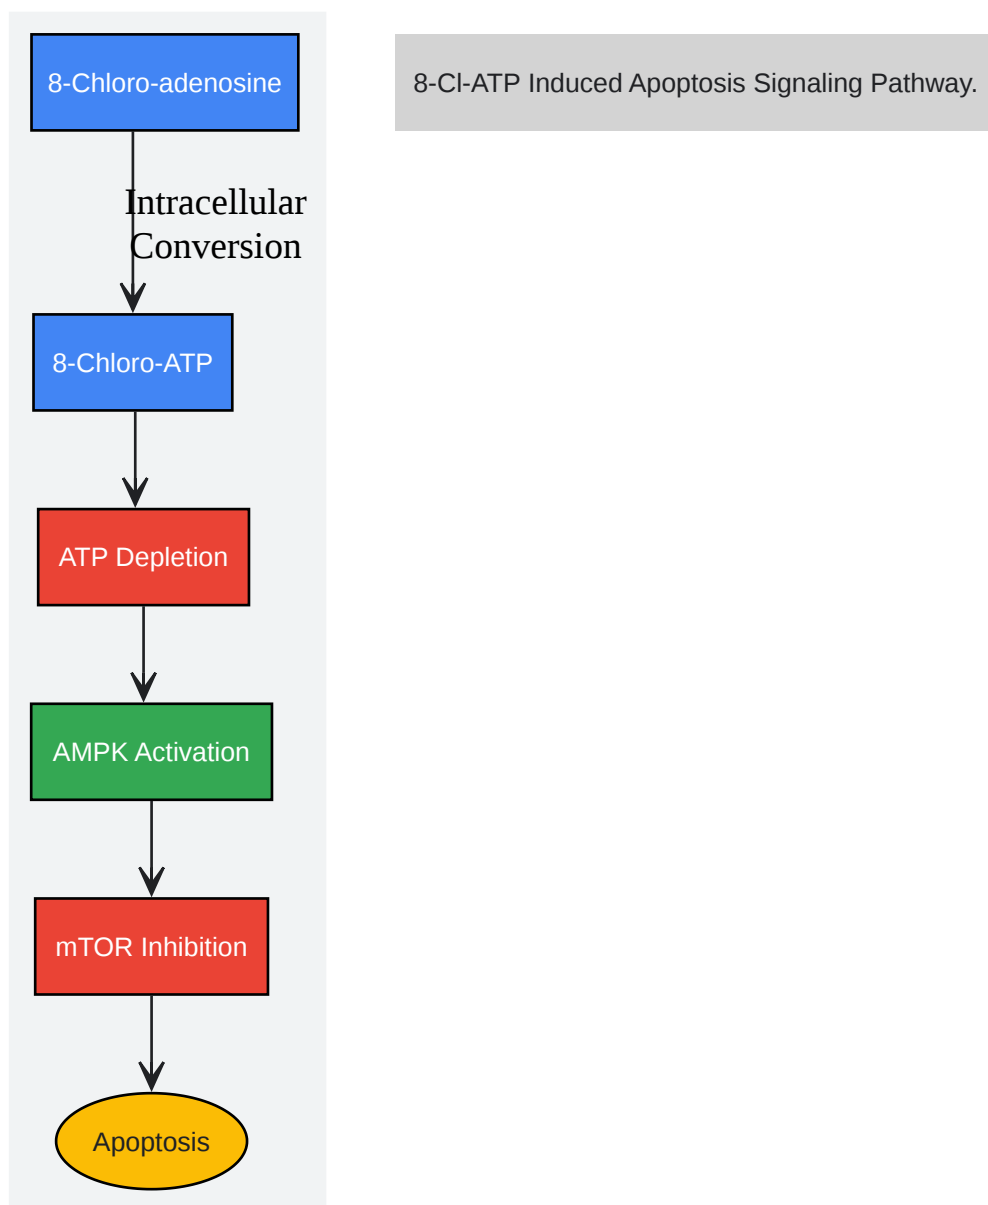 8-Chloro-adenosine
8-Cl-ATP Induced Apoptosis Signaling Pathway.
Intracellular
Conversion
8-Chloro-ATP
ATP Depletion
AMPK Activation
mTOR Inhibition
Apoptosis